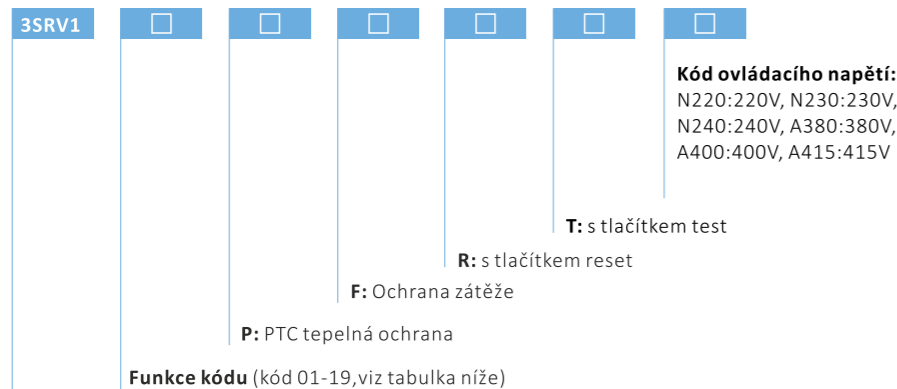 3SRV1
Kód ovládacího napětí:
N220:220V, N230:230V,
N240:240V, A380:380V,
A400:400V, A415:415V
T: s tlačítkem test
R: s tlačítkem reset
F: Ochrana zátěže
P: PTC tepelná ochrana
Funkce kódu (kód 01-19,viz tabulka níže)